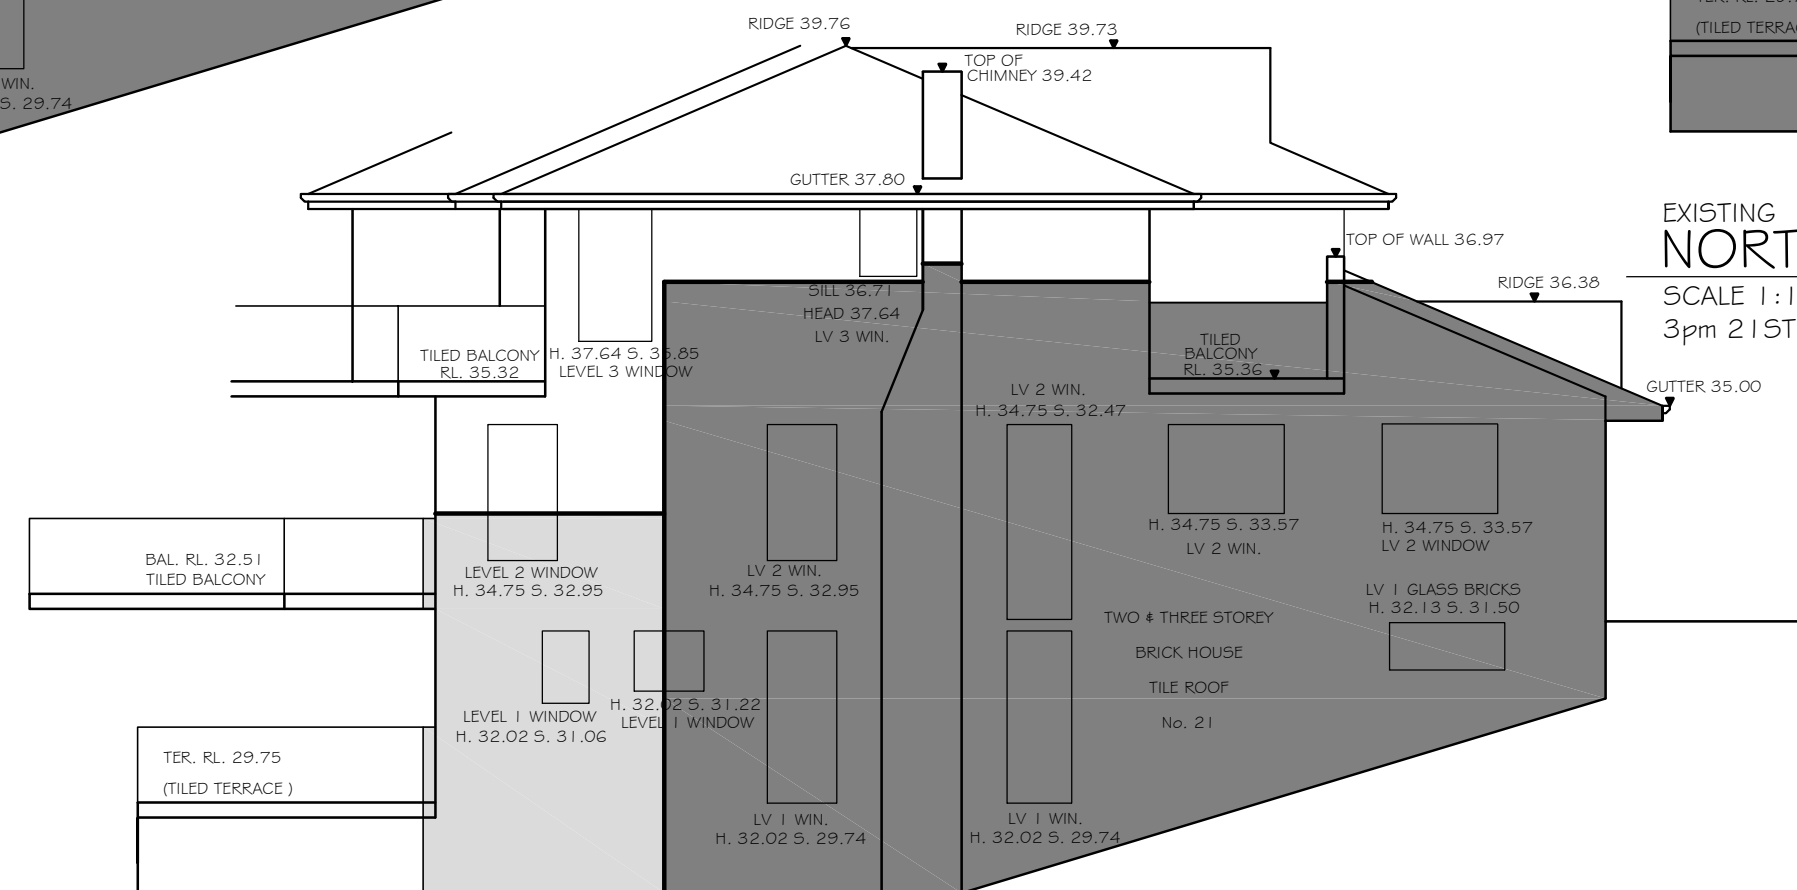 RIDGE 39.76
RIDGE 39.73
TOP OF
CHIMNEY 39.42
(TILED
WIN.
S. 29.74
GUTTER 37.80
EXISTING
TOP OF WALL 36.97
RIDGE 36.38
SCALE 1:1
3pm 21ST
SILL 36.71
HEAD 37.64
LV 3 WIN.
TILED BALCONY
RL. 35.32
H. 37.64 S. 35.85
LEVEL 3 WINDOW
TILED
BALCONY
RL. 35.36
GUTTER 35.00
LV 2 WIN.
H. 34.75 S. 32.47
H. 34.75 S. 33.57
LV 2 WIN.
H. 34.75 S. 33.57
LV 2 WINDOW
BAL. RL. 32.51
TILED BALCONY
LEVEL 2 WINDOW
H. 34.75 S. 32.95
LV 2 WIN.
H. 34.75 S. 32.95
LV 1 GLASS BRICKS
H. 32.13 S. 31.50
TWO & THREE STOREY
BRICK HOUSE
TILE ROOF
No. 21
H. 32.02 S. 31.22
LEVEL 1 WINDOW
LEVEL 1 WINDOW
H. 32.02 S. 31.06
TER. RL. 29.75
(TILED TERRACE )
LV 1 WIN.
H. 32.02 S. 29.74
LV 1 WIN.
H. 32.02 S. 29.74